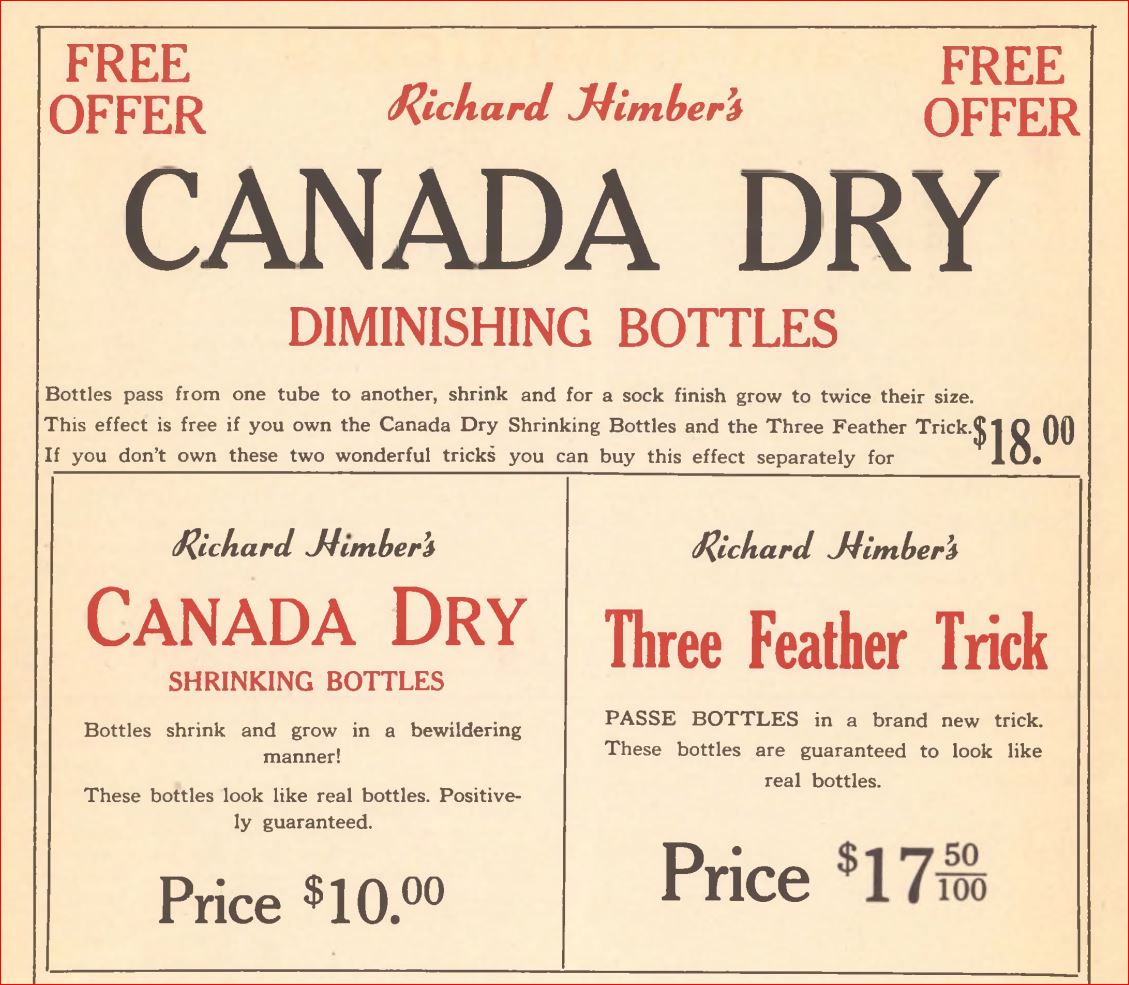 FREE OFFER
FREE OFFER
Richard Himber's
CANADA DRY
DIMINISHING BOTTLES
Bottles pass from one tube to another, shrink and for a sock finish grow to twice their size.
This effect is free if you own the Canada Dry Shrinking Bottles and the Three Feather Trick.
If you don't own these two wonderful tricks you can buy this effect separately for $18.00
Richard Himber's
CANADA DRY
SHRINKING BOTTLES
Bottles shrink and grow in a bewildering
manner!
These bottles look like real bottles. Positive-
ly guaranteed.
Price $10.00
Richard Himber's
Three Feather Trick
PASSE BOTTLES in a brand new trick.
These bottles are guaranteed to look like
real bottles.
Price $17 50/100